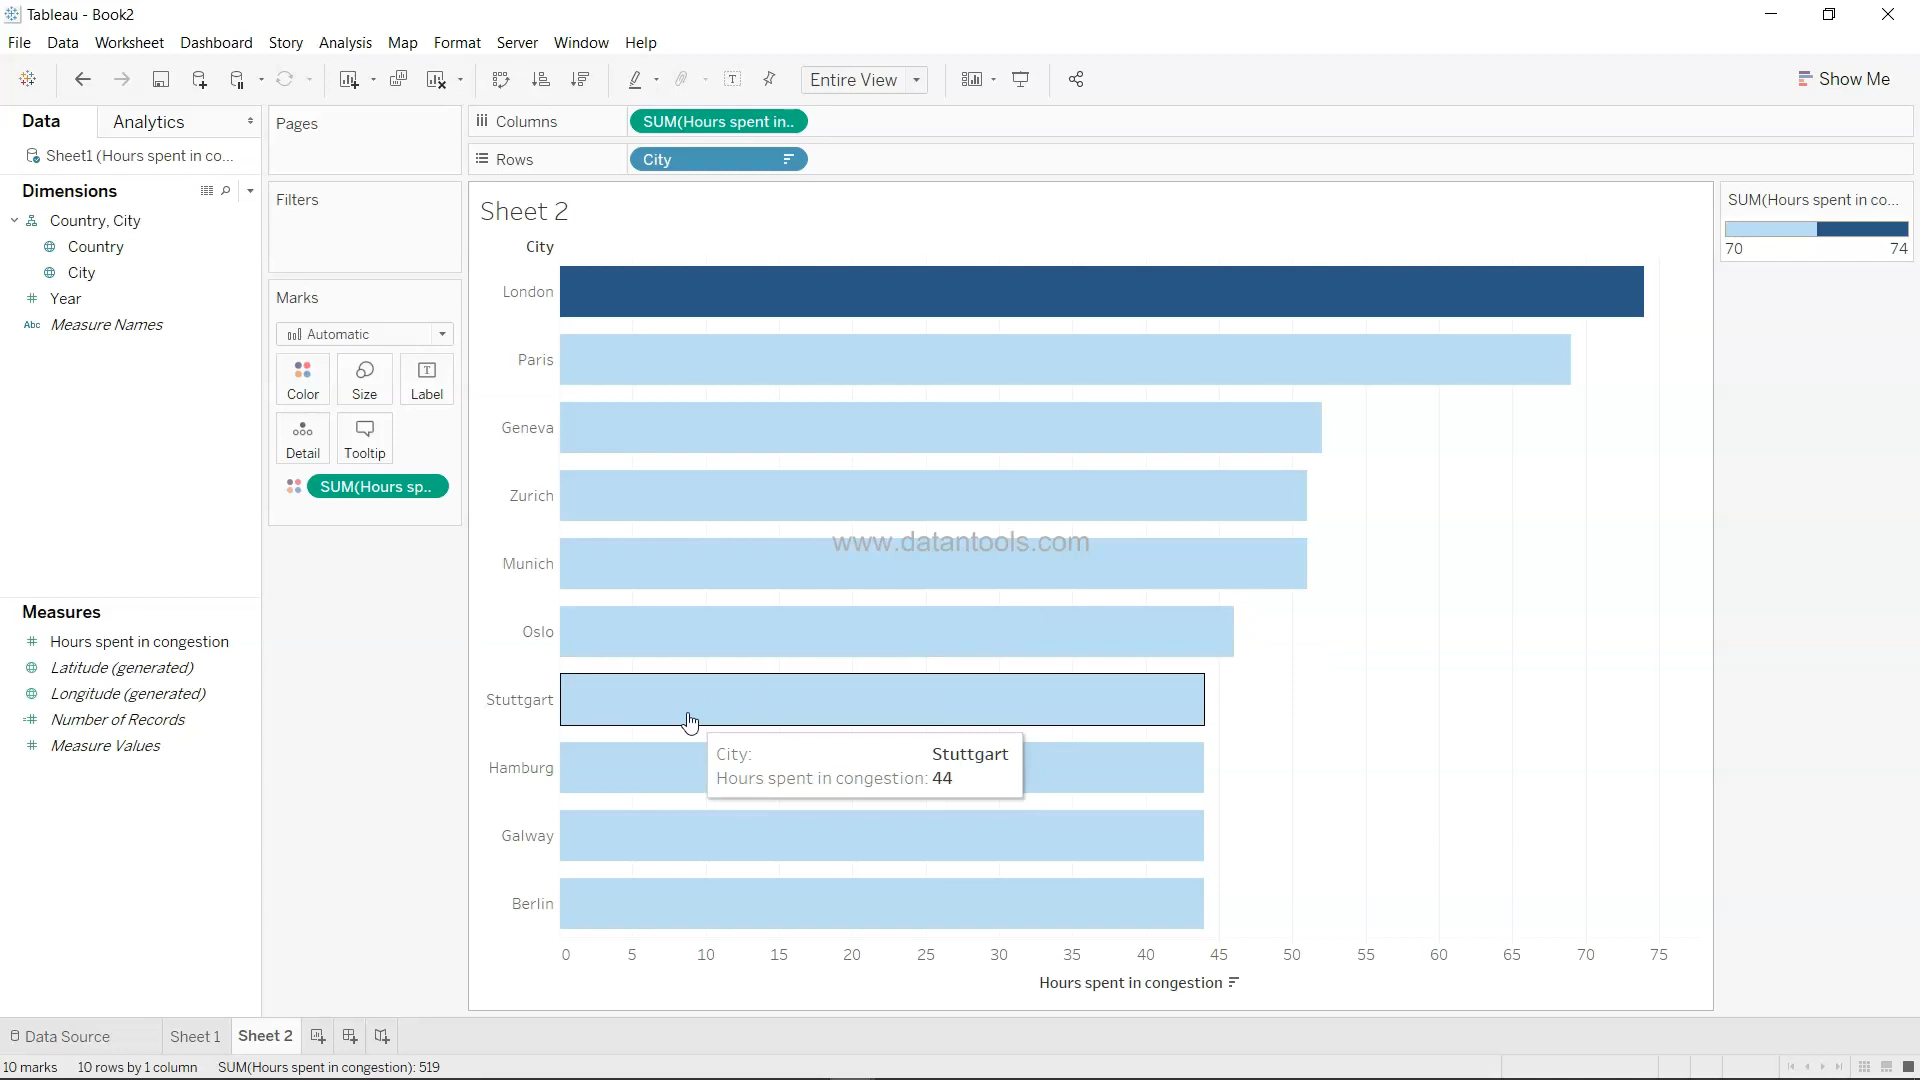 Tableau - Book2
File Data Worksheet Dashboard Story Analysis Map Format Server Window Help
Entire View
Show Me
Data Analytics
Sheet1 (Hours spent in co...
Dimensions
Country, City
Country
City
# Year
Abc Measure Names
Measures
# Hours spent in congestion
Latitude (generated)
Longitude (generated)
=# Number of Records
# Measure Values
Pages
Filters
Marks
Automatic
Color Size Label
Detail Tooltip
SUM(Hours sp..
Columns SUM(Hours spent in..
Rows City
Sheet 2
City
London
Paris
Geneva
Zurich
Munich
Oslo
Stuttgart
Hamburg
Galway
Berlin
www.datantools.com
City: Stuttgart
Hours spent in congestion: 44
0 5 10 15 20 25 30 35 40 45 50 55 60 65 70 75
Hours spent in congestion
SUM(Hours spent in co...
70 74
Data Source Sheet 1 Sheet 2
10 marks 10 rows by 1 column SUM(Hours spent in congestion): 519